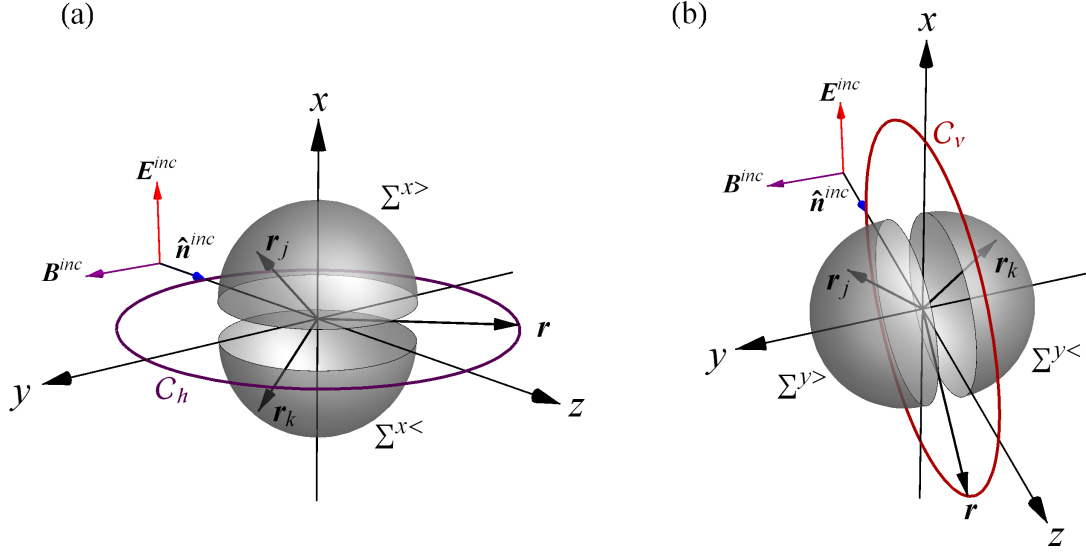 (a)
x
E^inc
Σ^x>
n̂^inc
r_j
B^inc
r
y
C_h
r_k
z
Σ^x<
(b)
x
E^inc
C_v
B^inc
n̂^inc
r_j
r_k
y
Σ^y>
Σ^y<
r
z